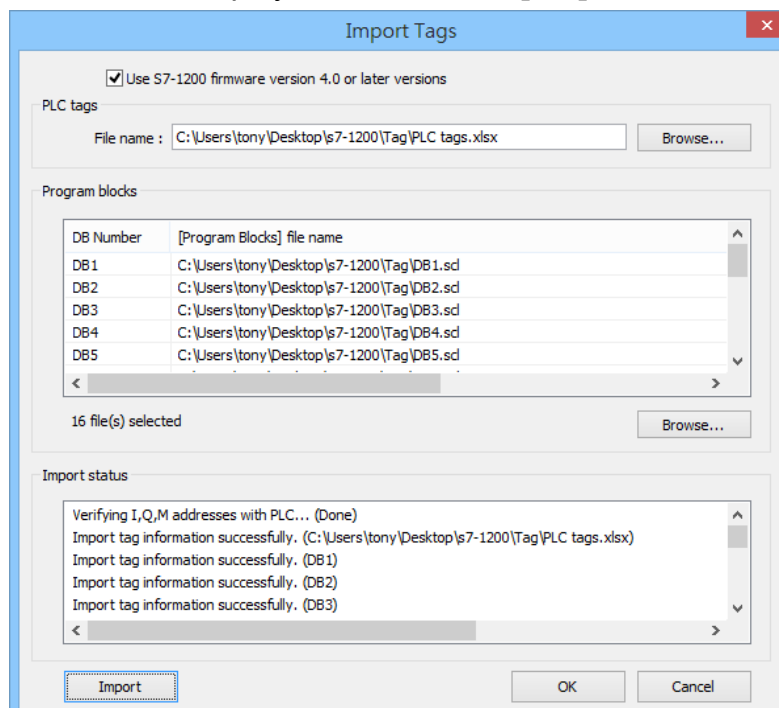 Import Tags
Use S7-1200 firmware version 4.0 or later versions
PLC tags
File name : C:\Users\tony\Desktop\s7-1200\Tag\PLC tags.xlsx Browse...
Program blocks
DB Number [Program Blocks] file name
DB1 C:\Users\tony\Desktop\s7-1200\Tag\DB1.scl
DB2 C:\Users\tony\Desktop\s7-1200\Tag\DB2.scl
DB3 C:\Users\tony\Desktop\s7-1200\Tag\DB3.scl
DB4 C:\Users\tony\Desktop\s7-1200\Tag\DB4.scl
DB5 C:\Users\tony\Desktop\s7-1200\Tag\DB5.scl
16 file(s) selected
Browse...
Import status
Verifying I,Q,M addresses with PLC... (Done)
Import tag information successfully. (C:\Users\tony\Desktop\s7-1200\Tag\PLC tags.xlsx)
Import tag information successfully. (DB1)
Import tag information successfully. (DB2)
Import tag information successfully. (DB3)
Import OK Cancel